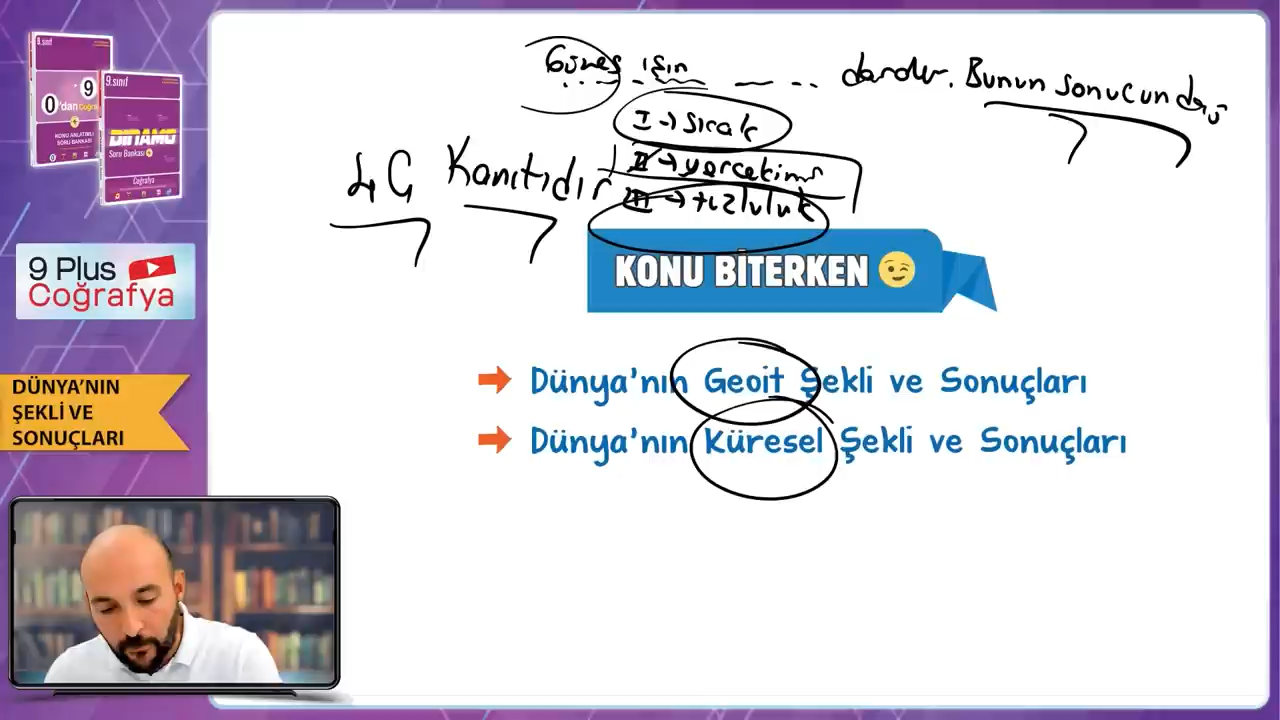 9.sınıf
0'dan 9
KONU ANLATIMLI
SORU BANKASI
9.sınıf
DİNAMO
Soru Bankası
Coğrafya
9 Plus
Coğrafya
DÜNYA'NIN
ŞEKLİ VE
SONUÇLARI
Güneş ışın dardır. Bunun sonucunda
I → sıcak
II → yerçekimi
III → tuzluluk
4G Kanıtıdır
KONU BİTERKEN
Dünya'nın Geoit Şekli ve Sonuçları
Dünya'nın Küresel Şekli ve Sonuçları